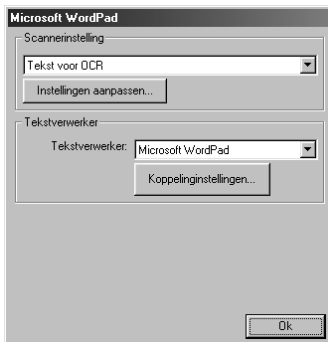 Microsoft WordPad
Scannerinstelling
Tekst voor OCR
Instellingen aanpassen...
Tekstverwerker
Tekstverwerker: Microsoft WordPad
Koppelinginstellingen...
Ok